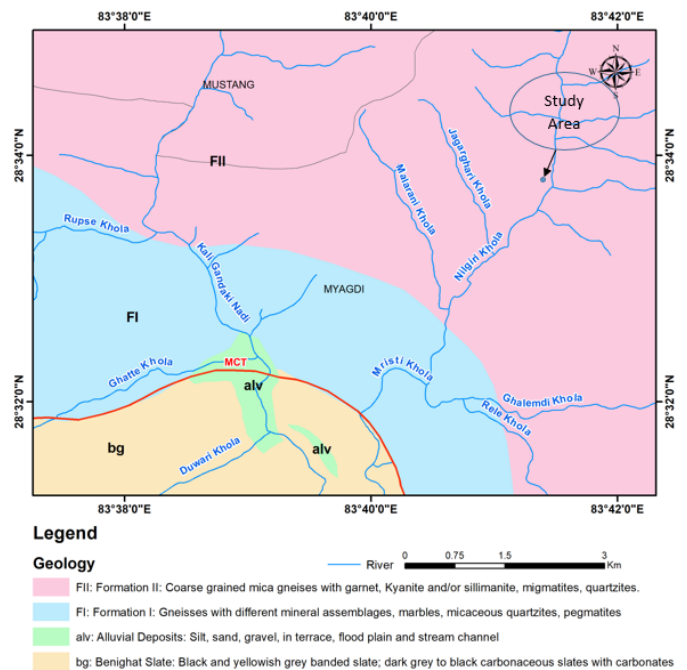 83°38'0"E 83°40'0"E 83°42'0"E
N
W E
S
MUSTANG
Study
Area
28°34'0"N 28°34'0"N
FII
Jagarghari Khola
Malarani Khola
Rupse Khola
Kali Gandaki Nadi
Nilgiri Khola
MYAGDI
FI
MCT
Ghatte Khola
Mristi Khola
alv
28°32'0"N 28°32'0"N
Ghalemdi Khola
Rele Khola
bg
alv
Duwari Khola
83°38'0"E 83°40'0"E 83°42'0"E
Legend
Geology
River
0 0.75 1.5 3
Km
FII: Formation II: Coarse grained mica gneises with garnet, Kyanite and/or sillimanite, migmatites, quartzites.
FI: Formation I: Gneisses with different mineral assemblages, marbles, micaceous quartzites, pegmatites
alv: Alluvial Deposits: Silt, sand, gravel, in terrace, flood plain and stream channel
bg: Benighat Slate: Black and yellowish grey banded slate; dark grey to black carbonaceous slates with carbonates